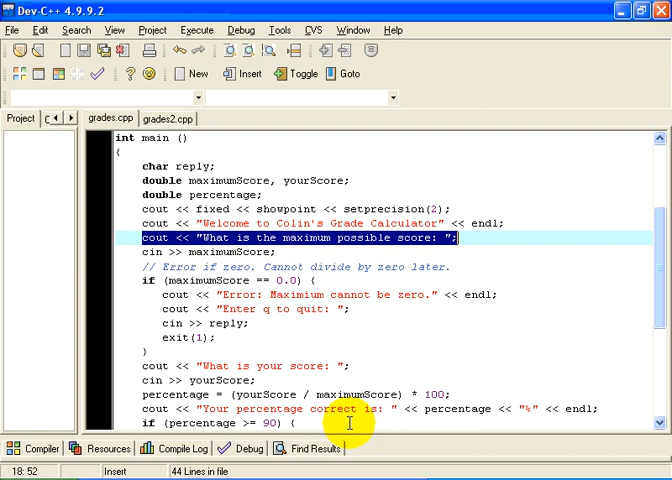 Dev-C++ 4.9.9.2
File Edit Search View Project Execute Debug Tools CVS Window Help
New Insert Toggle Goto
Project grades.cpp grades2.cpp
int main ()
{
char reply;
double maximumScore, yourScore;
double percentage;
cout << fixed << showpoint << setprecision(2);
cout << "Welcome to Colin's Grade Calculator" << endl;
cout << "What is the maximum possible score: ";
cin >> maximumScore;
// Error if zero. Cannot divide by zero later.
if (maximumScore == 0.0) {
cout << "Error: Maximium cannot be zero." << endl;
cout << "Enter q to quit: ";
cin >> reply;
exit(1);
}
cout << "What is your score: ";
cin >> yourScore;
percentage = (yourScore / maximumScore) * 100;
cout << "Your percentage correct is: " << percentage << "%" << endl;
if (percentage >= 90) {
Compiler Resources Compile Log Debug Find Results
18: 52 Insert 44 Lines in file